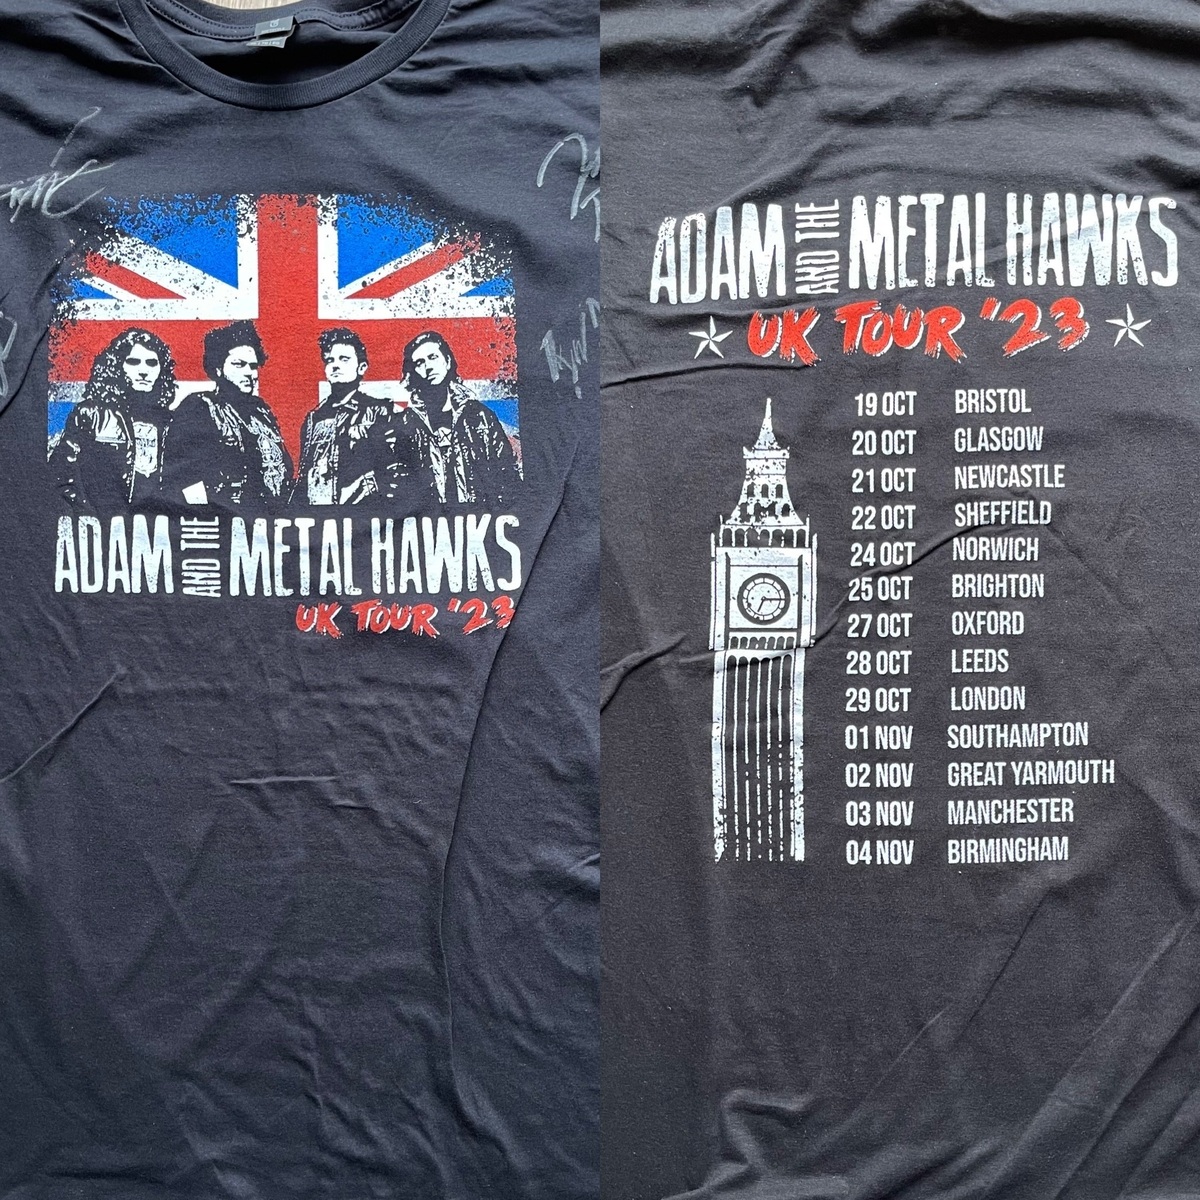 ADAM AND THE METAL HAWKS
UK TOUR '23
ADAM AND THE METAL HAWKS
UK TOUR '23
19 OCT BRISTOL
20 OCT GLASGOW
21 OCT NEWCASTLE
22 OCT SHEFFIELD
24 OCT NORWICH
25 OCT BRIGHTON
27 OCT OXFORD
28 OCT LEEDS
29 OCT LONDON
01 NOV SOUTHAMPTON
02 NOV GREAT YARMOUTH
03 NOV MANCHESTER
04 NOV BIRMINGHAM